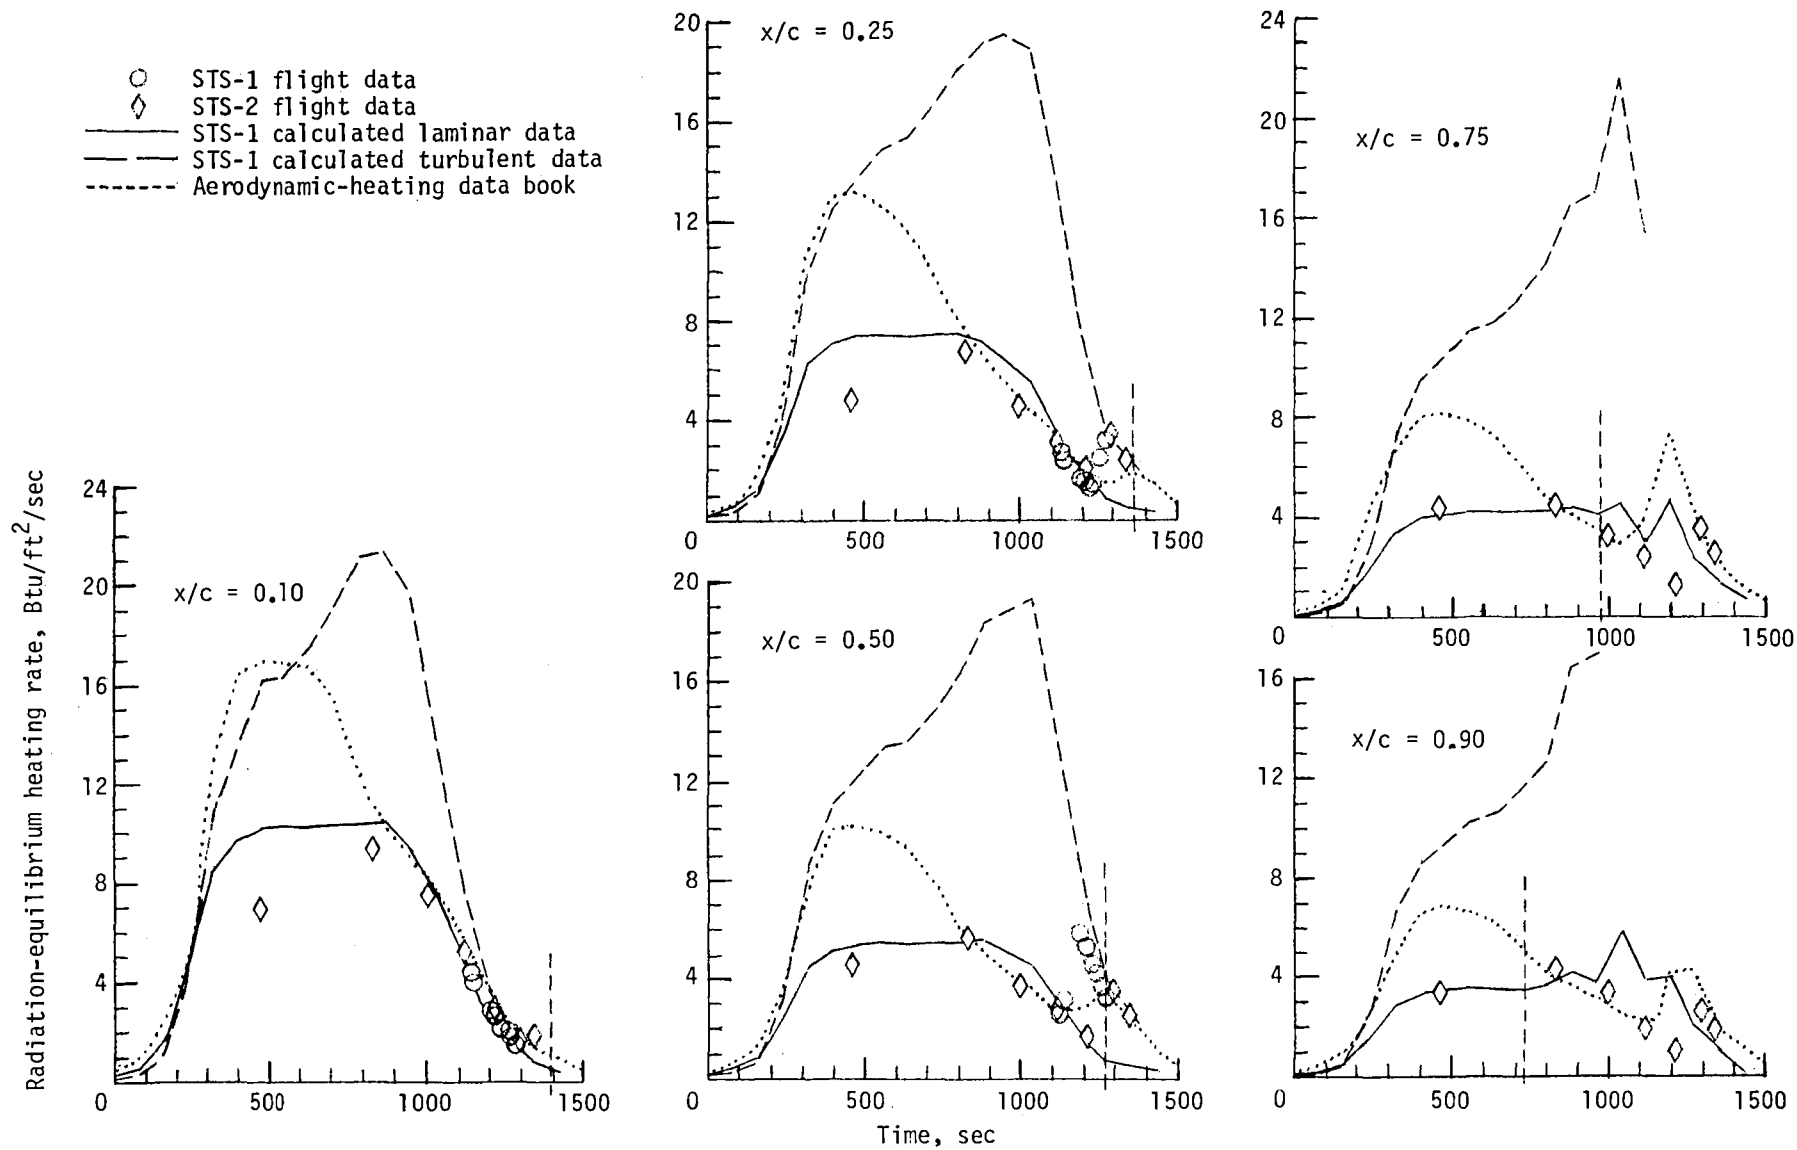 STS-1 flight data
STS-2 flight data
STS-1 calculated laminar data
STS-1 calculated turbulent data
Aerodynamic-heating data book
Radiation-equilibrium heating rate, Btu/ft²/sec
24
20
16
12
8
4
x/c = 0.10
0 500 1000 1500
20
16
12
8
4
x/c = 0.25
0 500 1000 1500
20
16
12
8
4
x/c = 0.50
0 500 1000 1500
Time, sec
24
20
16
12
8
4
x/c = 0.75
0 500 1000 1500
16
12
8
4
x/c = 0.90
0 500 1000 1500